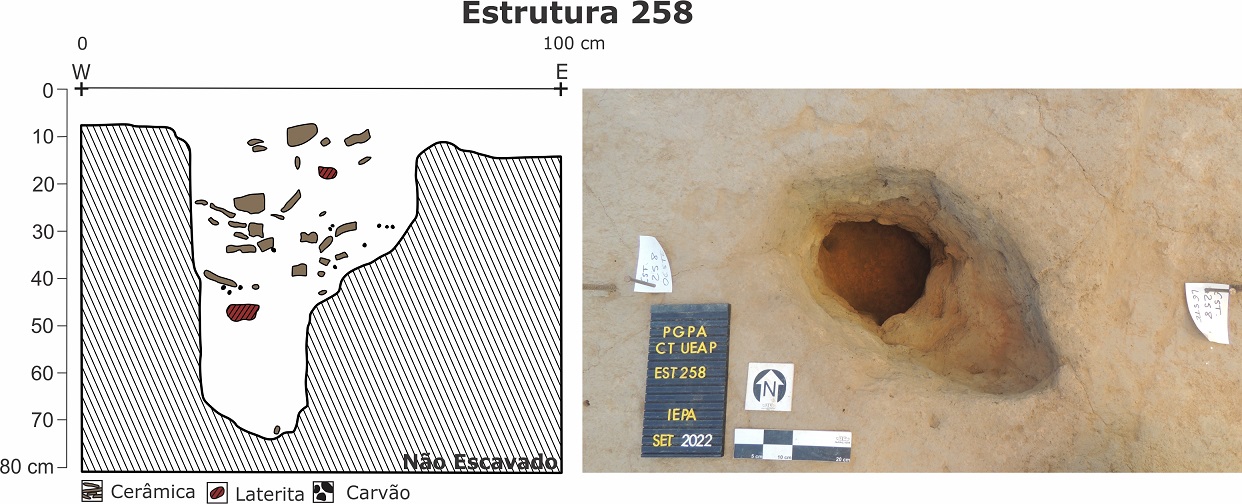 Estrutura 258
0 100 cm
W E
0
10
20
30
40
50
60
70
80 cm
Não Escavado
Cerâmica Laterita Carvão
EST
258
EST
258
PGPA
CT UEAP
EST 258
IEPA
SET 2022
N
5 cm 10 cm 20 cm